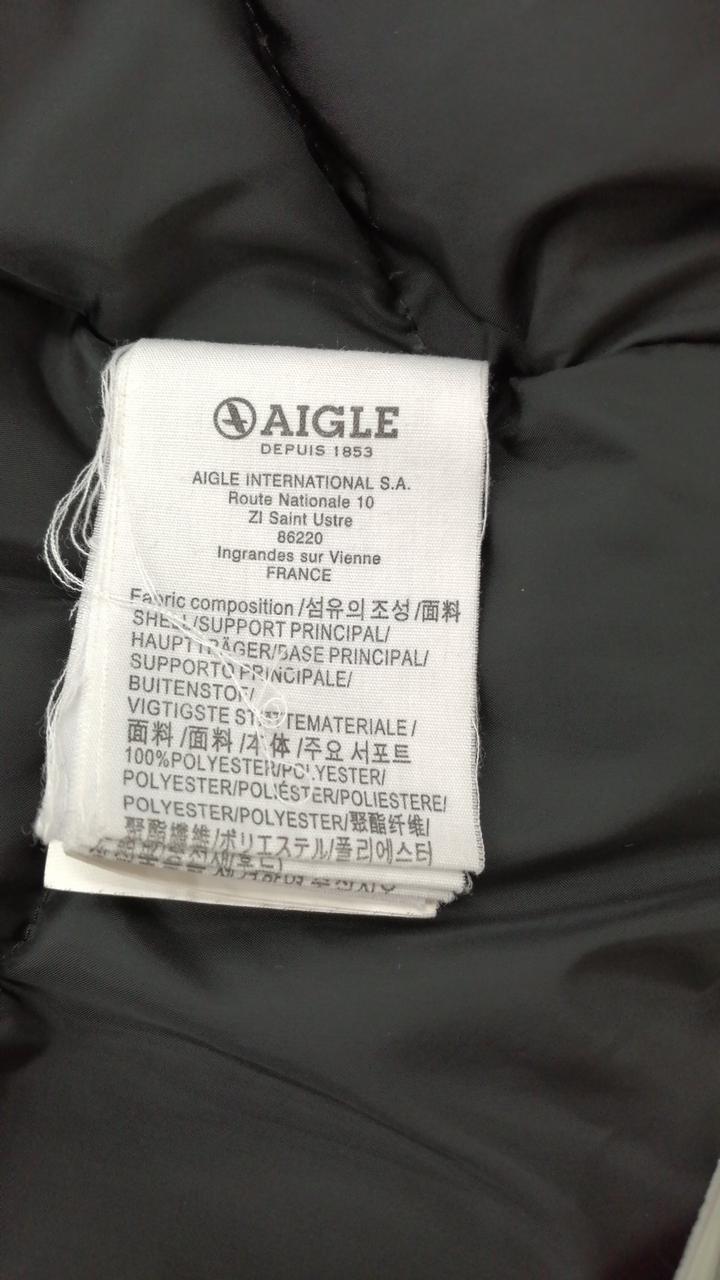 AIGLE
DEPUIS 1853
AIGLE INTERNATIONAL S.A.
Route Nationale 10
ZI Saint Ustre
86220
Ingrandes sur Vienne
FRANCE
Fabric composition /섬유의 조성 /面料
SHELL/SUPPORT PRINCIPAL/
HAUPTTRÄGER/BASE PRINCIPAL/
SUPPORTO PRINCIPALE/
BUITENSTOF/
VIGTIGSTE STØTTEMATERIALE /
面料 /面料 /本 体 /주요 서포트
100%POLYESTER/POLYESTER/
POLYESTER/POLIÉSTER/POLIESTERE/
POLYESTER/POLYESTER/聚酯纤维/
聚酯纖維/ポリエステル/폴리에스터